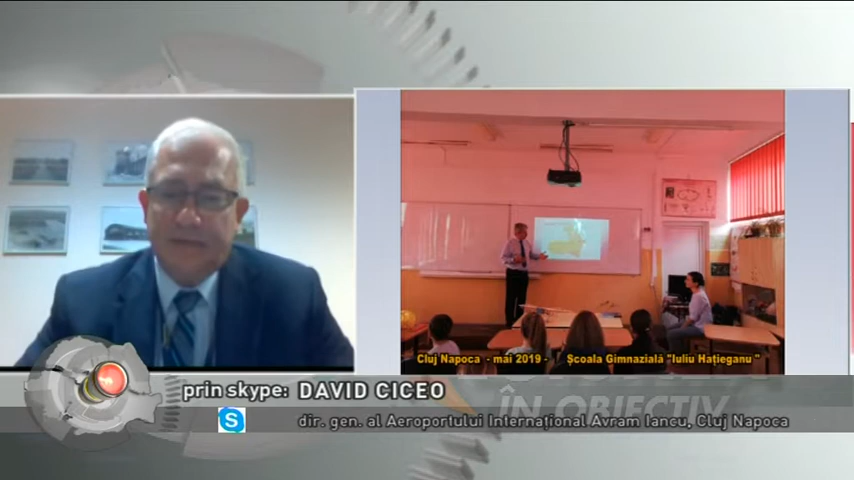 Cluj Napoca - mai 2019 - Școala Gimnazială "Iuliu Hațieganu"
prin skype: DAVID CICEO
ÎN OBIECTIV
dir. gen. al Aeroportului Internațional Avram Iancu, Cluj Napoca